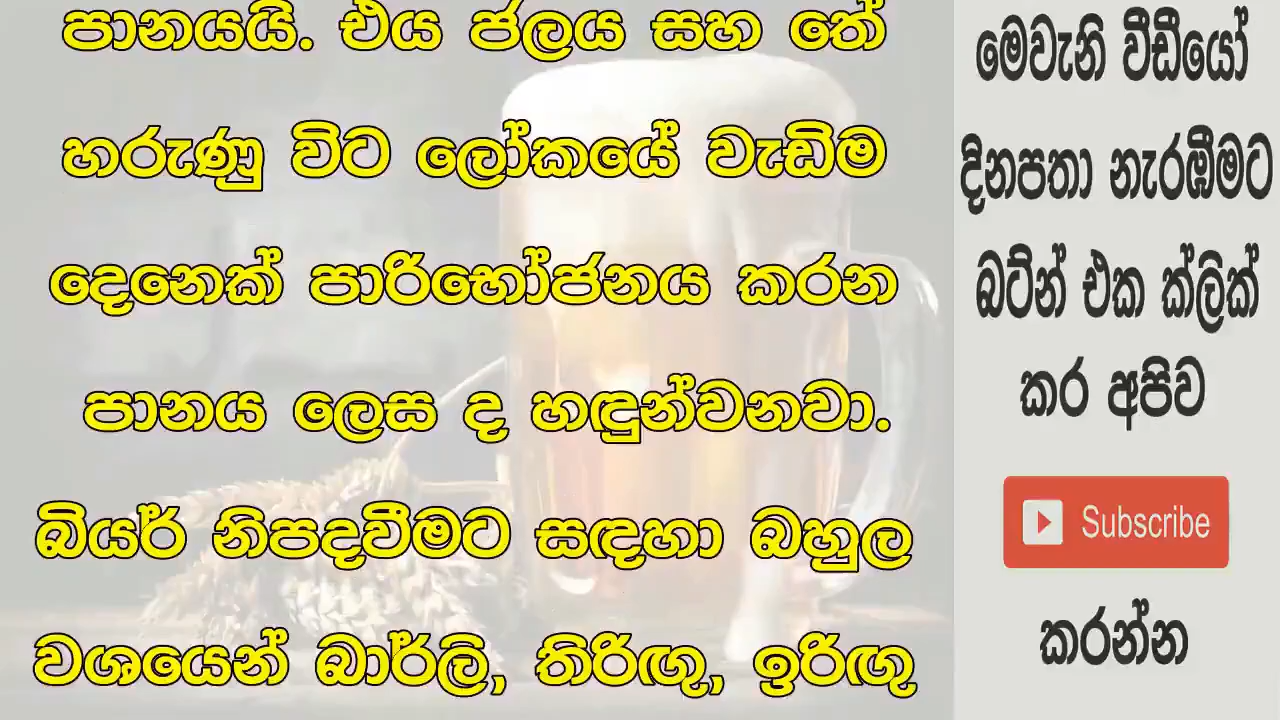 පානයයි. එය ජලය සහ තේ
හරුණු විට ලෝකයේ වැඩිම
දෙනෙක් පාරිභෝජනය කරන
පානය ලෙස ද හඳුන්වනවා.
බියර් නිපදවීමට සඳහා බහුල
වශයෙන් බාර්ලි, තිරිඟු, ඉරිඟු
මෙවැනි වීඩියෝ
දිනපතා නැරඹීමට
බට්න් එක ක්ලික්
කර අපිව
Subscribe
කරන්න